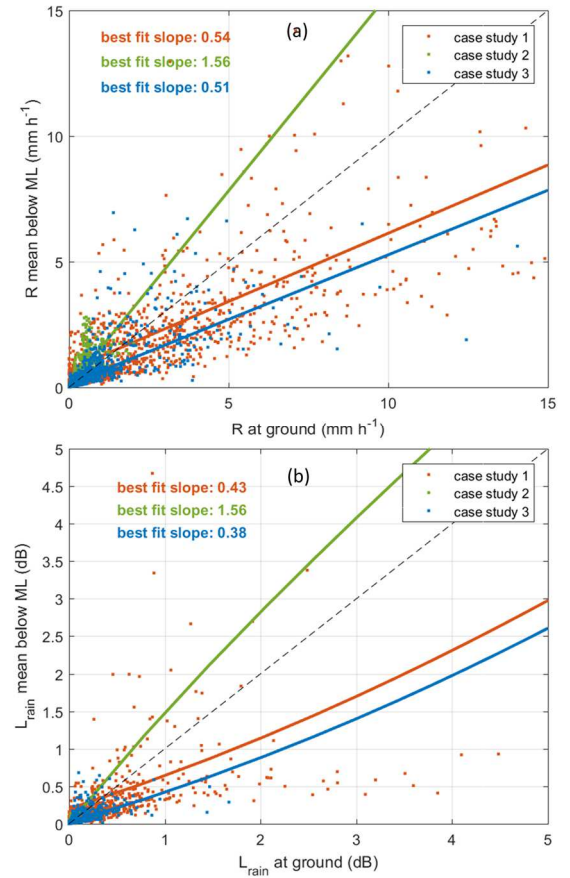 15
10
5
0
R mean below ML (mm h-1)
best fit slope: 0.54
best fit slope: 1.56
best fit slope: 0.51
(a)
case study 1
case study 2
case study 3
0
5
10
15
R at ground (mm h-1)
5
4.5
4
3.5
3
2.5
2
1.5
1
0.5
0
Lrain mean below ML (dB)
best fit slope: 0.43
best fit slope: 1.56
best fit slope: 0.38
(b)
case study 1
case study 2
case study 3
0
1
2
3
4
5
Lrain at ground (dB)